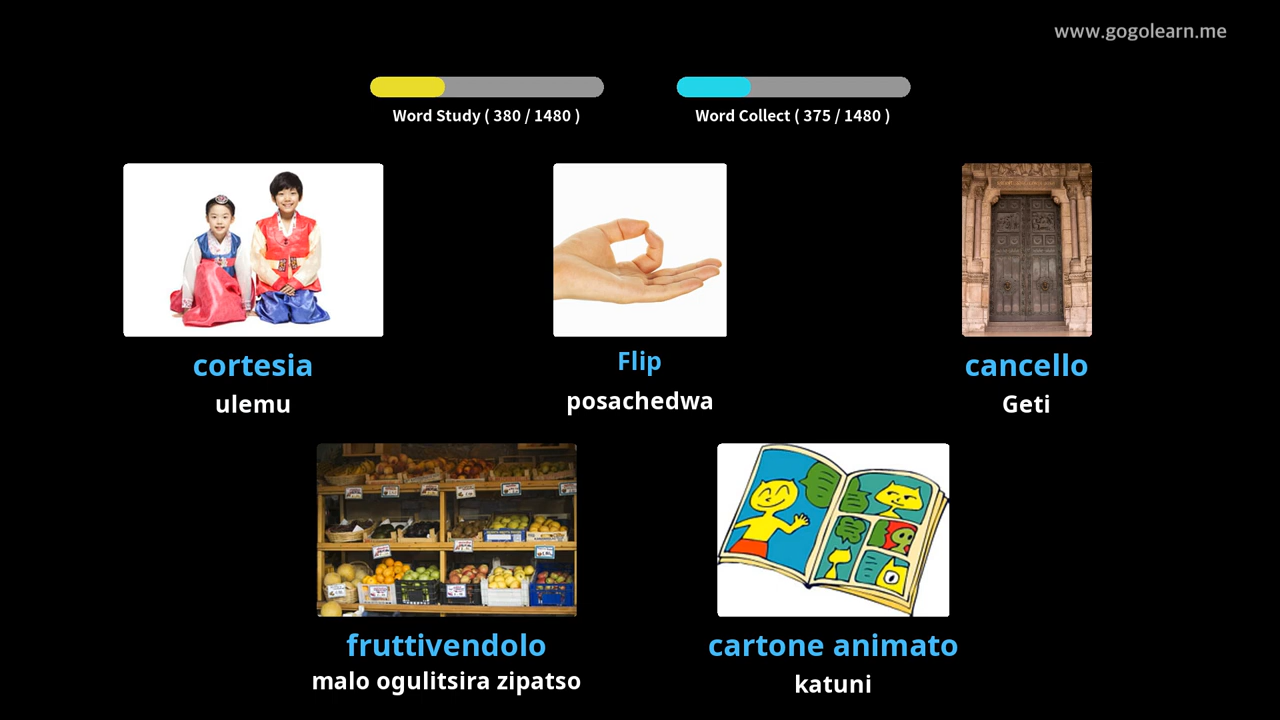 www.gogolearn.me
Word Study ( 380 / 1480 )
Word Collect ( 375 / 1480 )
cortesia
ulemu
Flip
posachedwa
cancello
Geti
fruttivendolo
malo ogulitsira zipatso
cartone animato
katuni